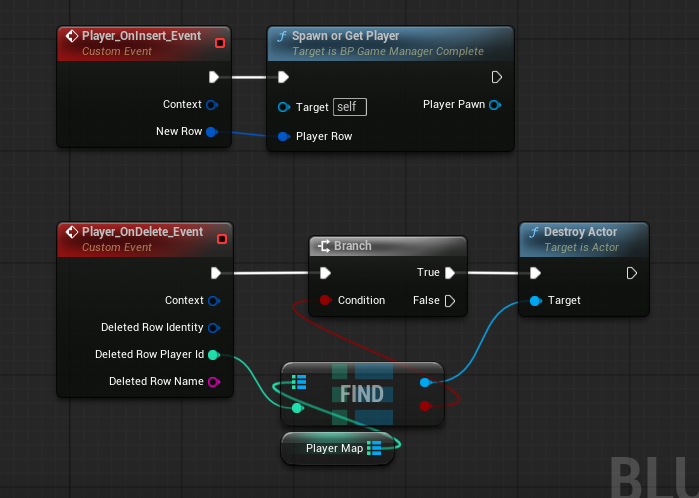 Player_OnInsert_Event
Custom Event
Context
New Row
Spawn or Get Player
Target is BP Game Manager Complete
Target self
Player Pawn
Player Row
Player_OnDelete_Event
Custom Event
Context
Deleted Row Identity
Deleted Row Player Id
Deleted Row Name
Branch
True
Condition
False
Destroy Actor
Target is Actor
Target
FIND
Player Map